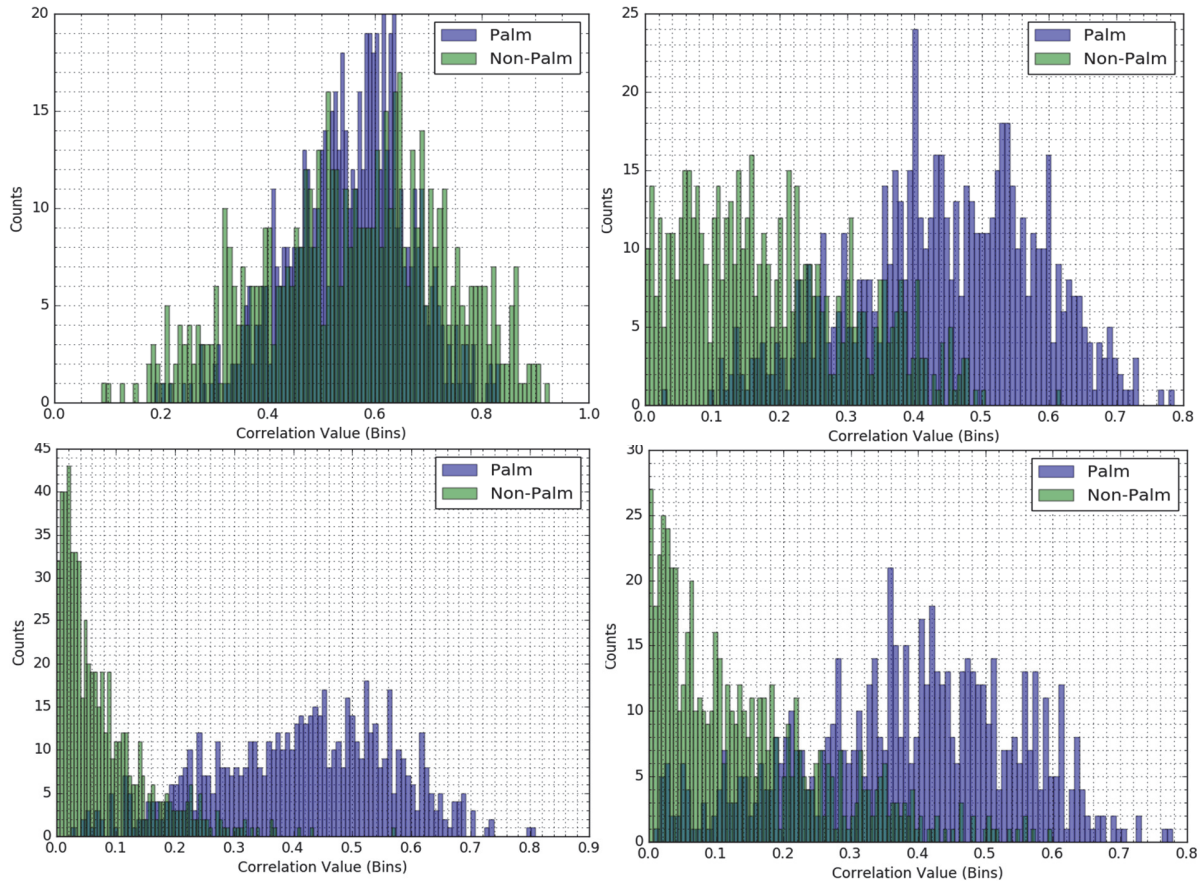 20
15
10
5
0
Counts
0.0 0.2 0.4 0.6 0.8 1.0
Correlation Value (Bins)
Palm
Non-Palm
25
20
15
10
5
0
Counts
0.0 0.1 0.2 0.3 0.4 0.5 0.6 0.7 0.8
Correlation Value (Bins)
Palm
Non-Palm
45
40
35
30
25
20
15
10
5
0
Counts
0.0 0.1 0.2 0.3 0.4 0.5 0.6 0.7 0.8 0.9
Correlation Value (Bins)
Palm
Non-Palm
30
25
20
15
10
5
0
Counts
0.0 0.1 0.2 0.3 0.4 0.5 0.6 0.7 0.8
Correlation Value (Bins)
Palm
Non-Palm